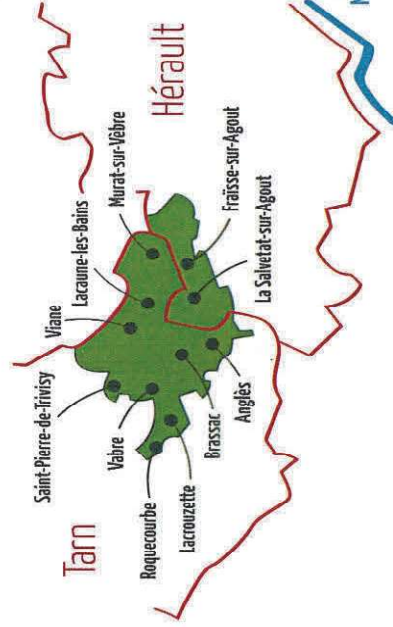 Tarn
Hérault
Saint-Pierre-de-Trivisy
Viane
Lacaune-les-Bains
Murat-sur-Vèbre
Vabre
Roquecourbe
Lacrouzette
Brassac
Anglès
La Salvetat-sur-Agout
Fraïsse-sur-Agout